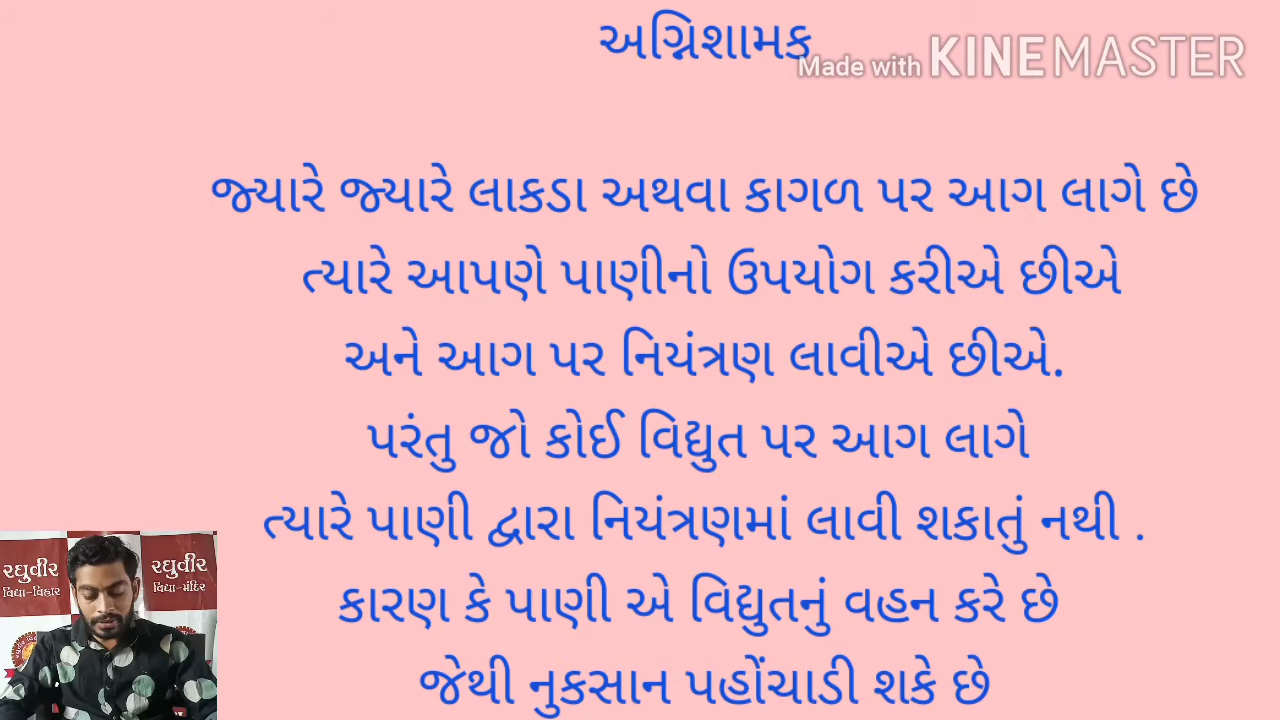 અગ્નિશામક
Made with KINEMASTER
જ્યારે જ્યારે લાકડા અથવા કાગળ પર આગ લાગે છે
ત્યારે આપણે પાણીનો ઉપયોગ કરીએ છીએ
અને આગ પર નિયંત્રણ લાવીએ છીએ.
પરંતુ જો કોઈ વિદ્યુત પર આગ લાગે
ત્યારે પાણી દ્વારા નિયંત્રણમાં લાવી શકાતું નથી .
કારણ કે પાણી એ વિદ્યુતનું વહન કરે છે
જેથી નુકસાન પહોંચાડી શકે છે
રઘુવીર
વિદ્યા-વિહાર
રઘુવીર
વિદ્યા-મંદિર